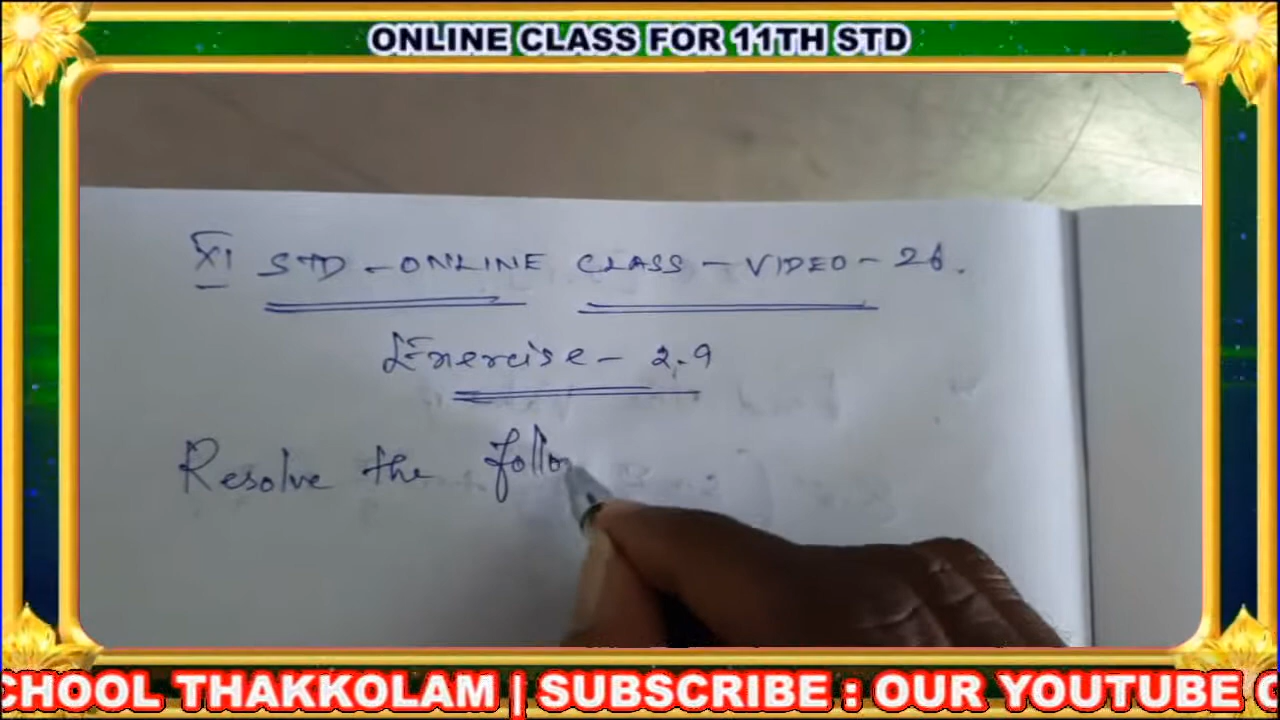 ONLINE CLASS FOR 11TH STD
XI STD - ONLINE CLASS - VIDEO - 26.
Exercise - 2.9
Resolve the follo
CHOOL THAKKOLAM | SUBSCRIBE : OUR YOUTUBE C